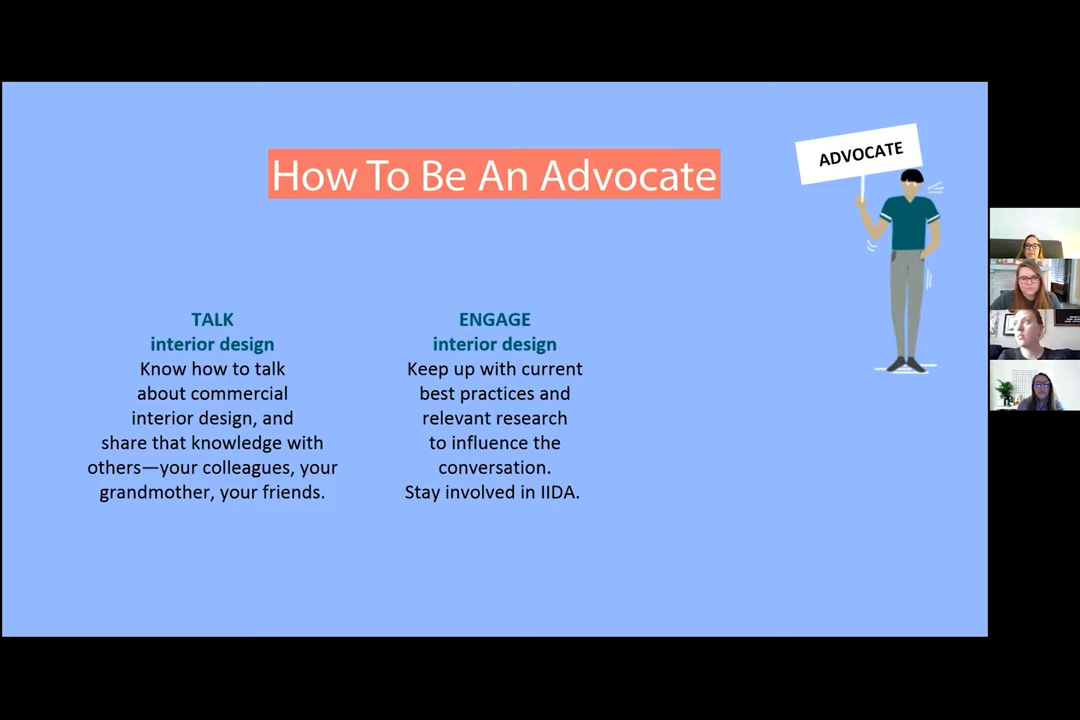 How To Be An Advocate
ADVOCATE
TALK
interior design
Know how to talk
about commercial
interior design, and
share that knowledge with
others—your colleagues, your
grandmother, your friends.
ENGAGE
interior design
Keep up with current
best practices and
relevant research
to influence the
conversation.
Stay involved in IIDA.